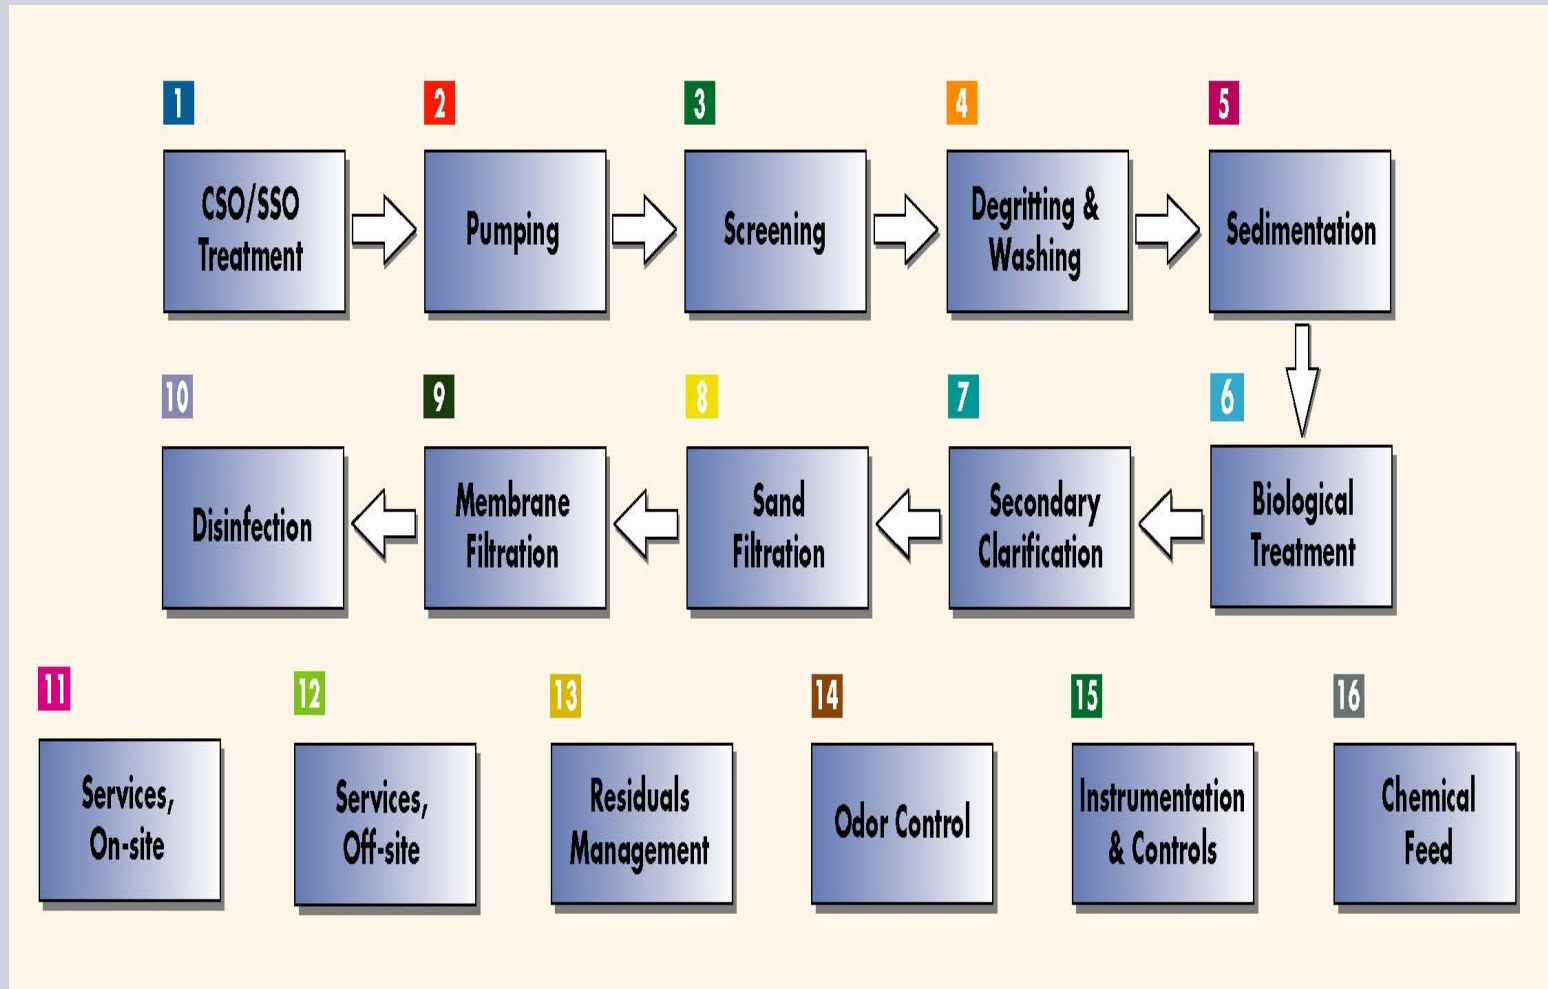 1
2
3
4
5
CSO/SSO
Treatment
Pumping
Screening
Degritting &
Washing
Sedimentation
10
9
8
7
6
Disinfection
Membrane
Filtration
Sand
Filtration
Secondary
Clarification
Biological
Treatment
11
12
13
14
15
16
Services,
On-site
Services,
Off-site
Residuals
Management
Odor Control
Instrumentation
& Controls
Chemical
Feed